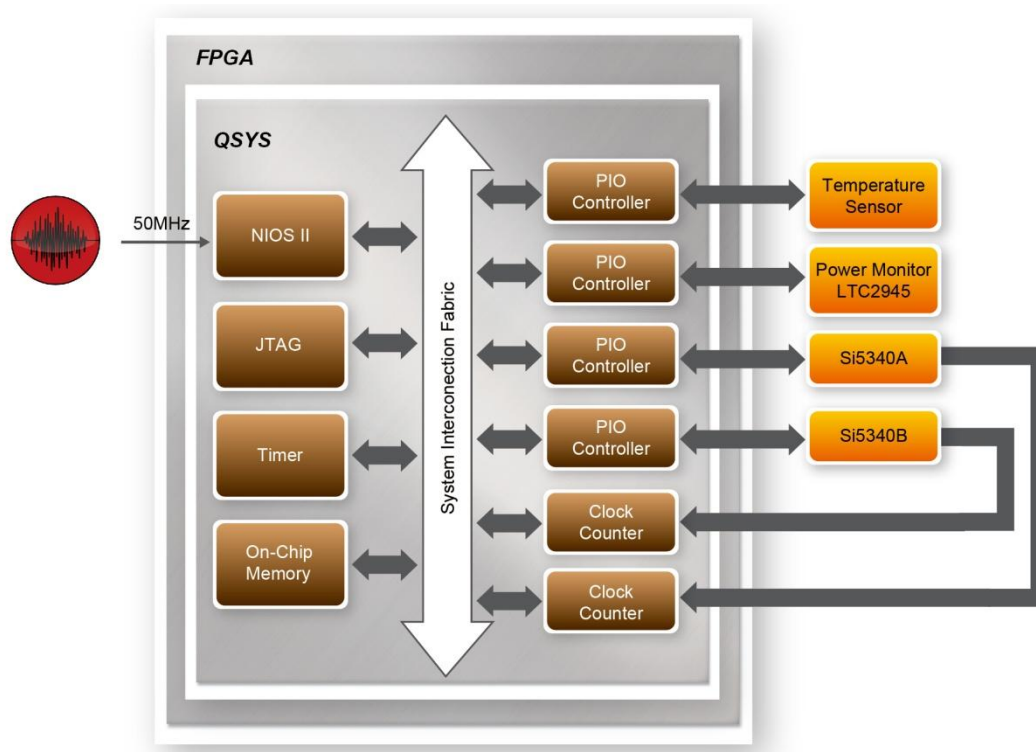 FPGA
QSYS
50MHz
NIOS II
JTAG
Timer
On-Chip
Memory
System Interconnection Fabric
PIO
Controller
PIO
Controller
PIO
Controller
PIO
Controller
Clock
Counter
Clock
Counter
Temperature
Sensor
Power Monitor
LTC2945
Si5340A
Si5340B